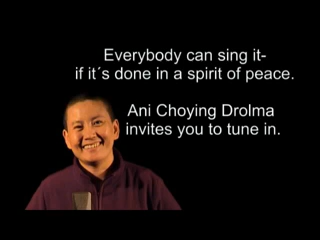 Everybody can sing it-
if it´s done in a spirit of peace.
Ani Choying Drolma
invites you to tune in.